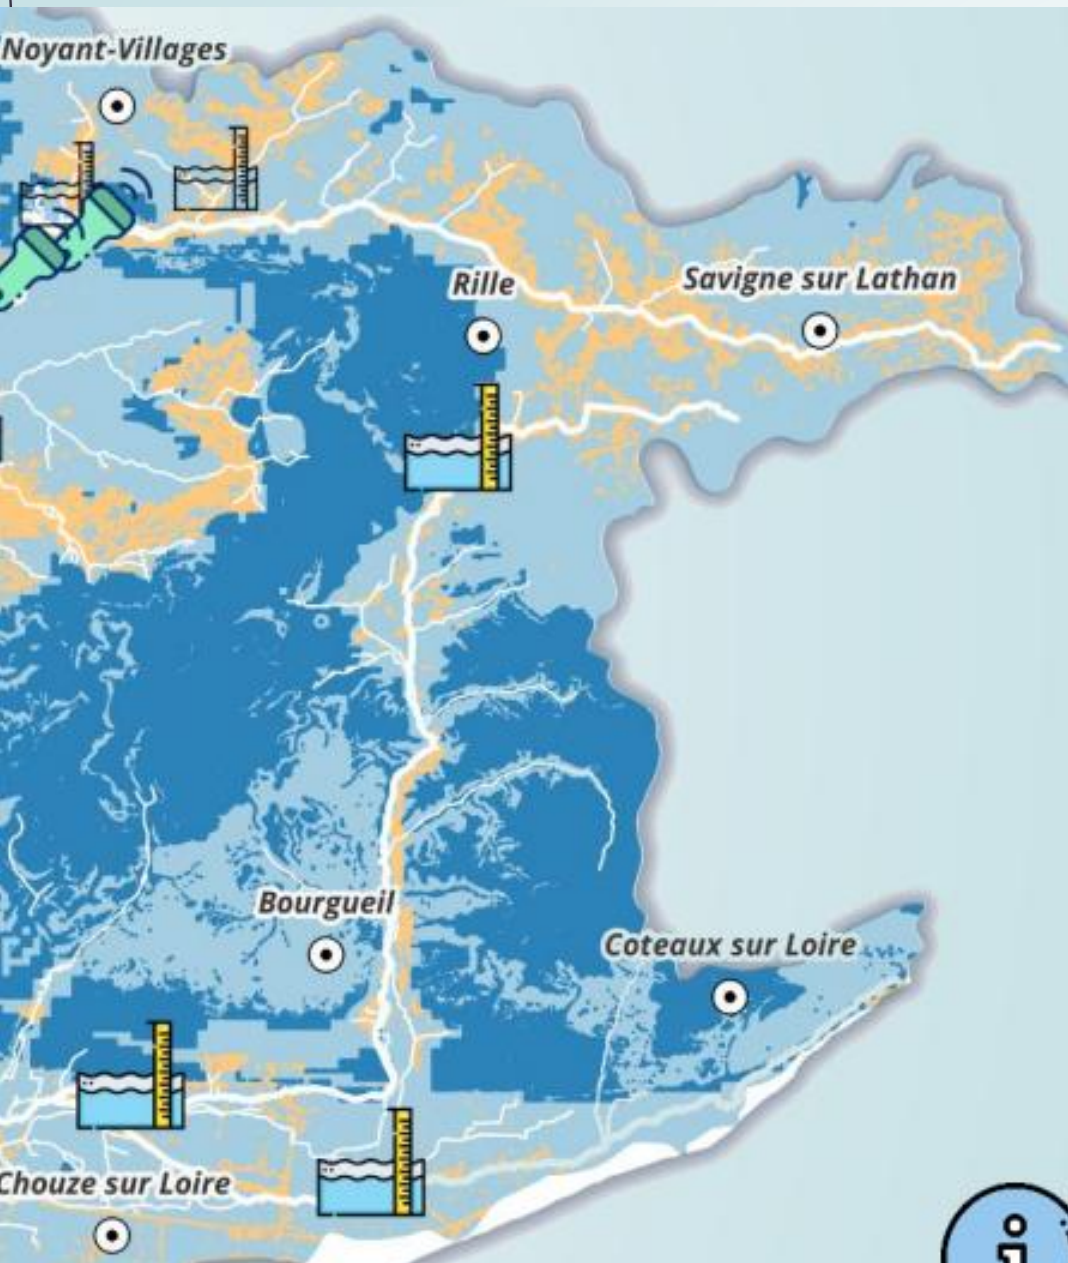 Noyant-Villages
Rille
Savigne sur Lathan
Bourgueil
Coteaux sur Loire
Chouze sur Loire